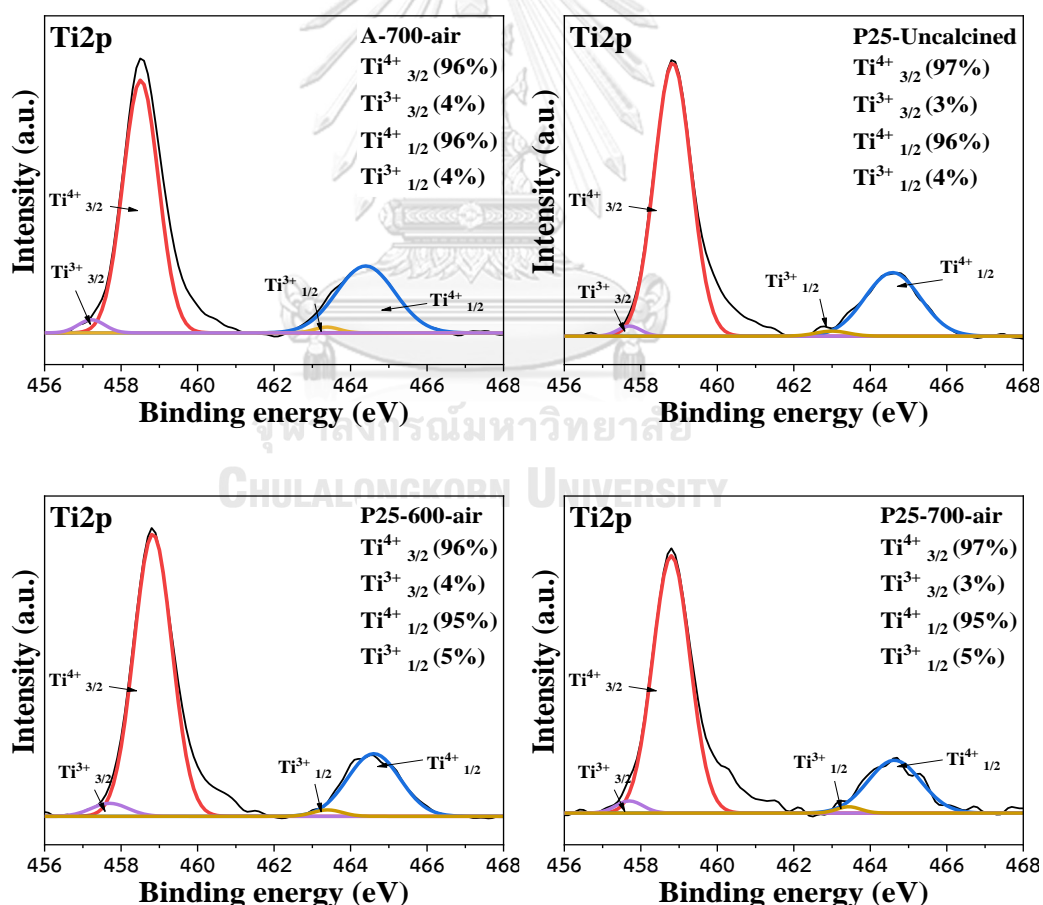 Ti2p
A-700-air
Ti⁴⁺ 3/2 (96%)
Ti³⁺ 3/2 (4%)
Ti⁴⁺ 1/2 (96%)
Ti³⁺ 1/2 (4%)
Ti⁴⁺ 3/2
Ti³⁺ 3/2
Ti³⁺ 1/2
Ti⁴⁺ 1/2
Intensity (a.u.)
456 458 460 462 464 466 468
Binding energy (eV)
Ti2p
P25-Uncalcined
Ti⁴⁺ 3/2 (97%)
Ti³⁺ 3/2 (3%)
Ti⁴⁺ 1/2 (96%)
Ti³⁺ 1/2 (4%)
Ti⁴⁺ 3/2
Ti³⁺ 3/2
Ti³⁺ 1/2
Ti⁴⁺ 1/2
Intensity (a.u.)
456 458 460 462 464 466 468
Binding energy (eV)
จุฬาลงกรณ์มหาวิทยาลัย
CHULALONGKORN UNIVERSITY
Ti2p
P25-600-air
Ti⁴⁺ 3/2 (96%)
Ti³⁺ 3/2 (4%)
Ti⁴⁺ 1/2 (95%)
Ti³⁺ 1/2 (5%)
Ti⁴⁺ 3/2
Ti³⁺ 3/2
Ti³⁺ 1/2
Ti⁴⁺ 1/2
Intensity (a.u.)
456 458 460 462 464 466 468
Binding energy (eV)
Ti2p
P25-700-air
Ti⁴⁺ 3/2 (97%)
Ti³⁺ 3/2 (3%)
Ti⁴⁺ 1/2 (95%)
Ti³⁺ 1/2 (5%)
Ti⁴⁺ 3/2
Ti³⁺ 3/2
Ti³⁺ 1/2
Ti⁴⁺ 1/2
Intensity (a.u.)
456 458 460 462 464 466 468
Binding energy (eV)